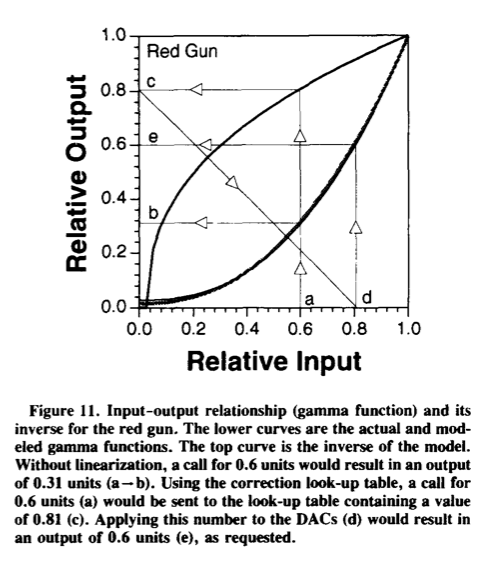 1.0
Red Gun
c
0.8
e
0.6
Relative Output
0.4
b
0.2
0.0
a
d
0.0 0.2 0.4 0.6 0.8 1.0
Relative Input
Figure 11. Input-output relationship (gamma function) and its
inverse for the red gun. The lower curves are the actual and mod-
eled gamma functions. The top curve is the inverse of the model.
Without linearization, a call for 0.6 units would result in an output
of 0.31 units (a–b). Using the correction look-up table, a call for
0.6 units (a) would be sent to the look-up table containing a value
of 0.81 (c). Applying this number to the DACs (d) would result in
an output of 0.6 units (e), as requested.